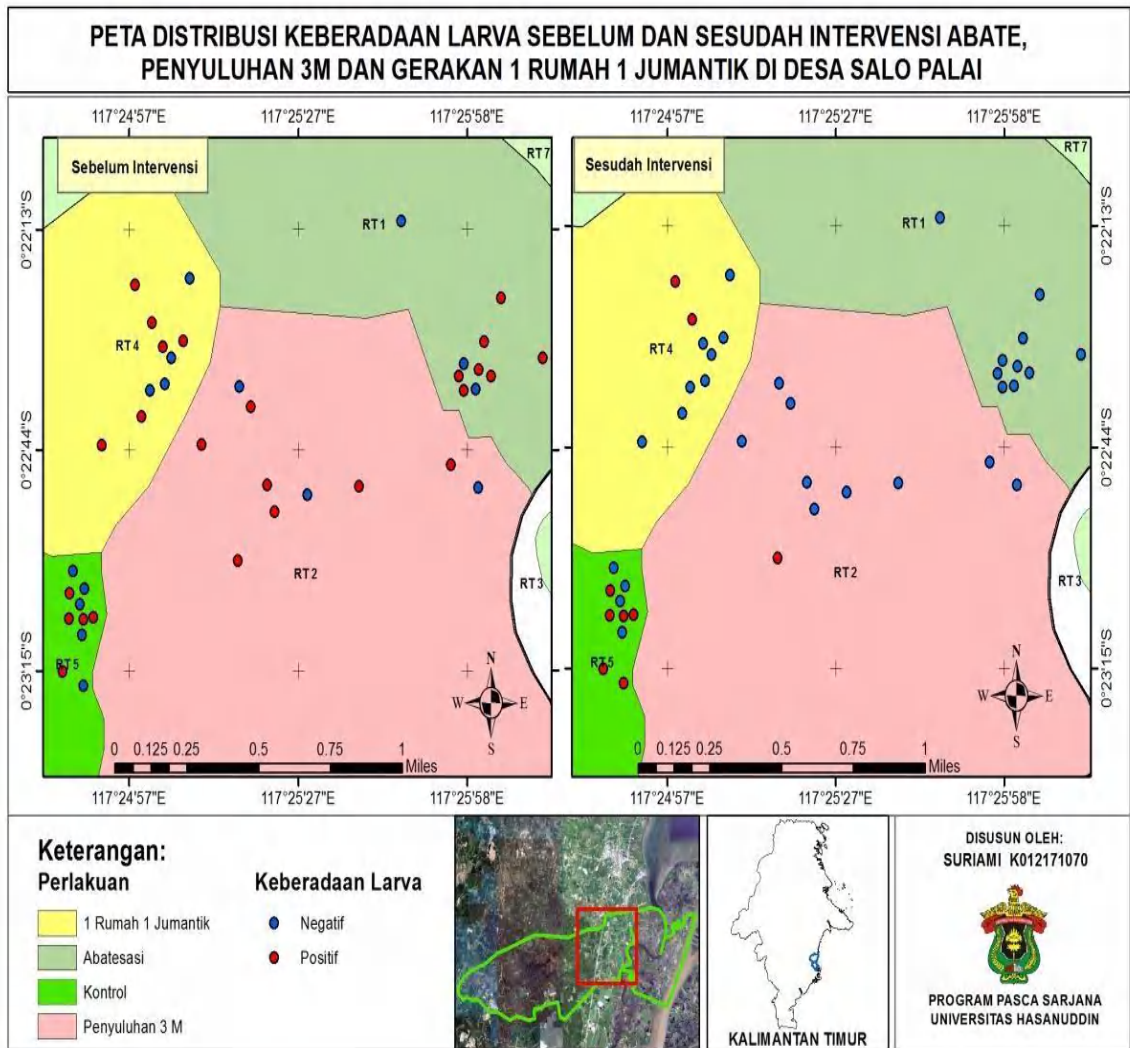 PETA DISTRIBUSI KEBERADAAN LARVA SEBELUM DAN SESUDAH INTERVENSI ABATE,
PENYULUHAN 3M DAN GERAKAN 1 RUMAH 1 JUMANTIK DI DESA SALO PALAI
117°24'57"E 117°25'27"E 117°25'58"E
Sebelum Intervensi
RT7
RT1
0°22'13"S
RT4
0°22'44"S
RT2
RT3
RT5
0°23'15"S
N
W E
S
0 0.125 0.25 0.5 0.75 1
Miles
117°24'57"E 117°25'27"E 117°25'58"E
117°24'57"E 117°25'27"E 117°25'58"E
Sesudah Intervensi
RT7
RT1
0°22'13"S
RT4
0°22'44"S
RT2
RT3
RT5
0°23'15"S
N
W E
S
0 0.125 0.25 0.5 0.75 1
Miles
117°24'57"E 117°25'27"E 117°25'58"E
Keterangan:
Perlakuan
1 Rumah 1 Jumantik
Abatesasi
Kontrol
Penyuluhan 3 M
Keberadaan Larva
Negatif
Positif
KALIMANTAN TIMUR
DISUSUN OLEH:
SURIAMI K012171070
PROGRAM PASCA SARJANA
UNIVERSITAS HASANUDDIN